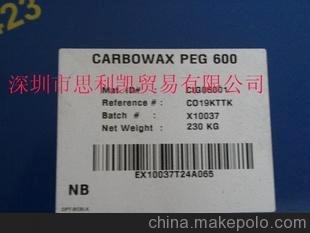 CARBOWAX PEG 600
深圳市思利凯贸易有限公司
Reference # : CO19KTTK
Batch # : X10037
Net Weight : 230 KG
EX10037T24A065
NB
china.makepolo.com